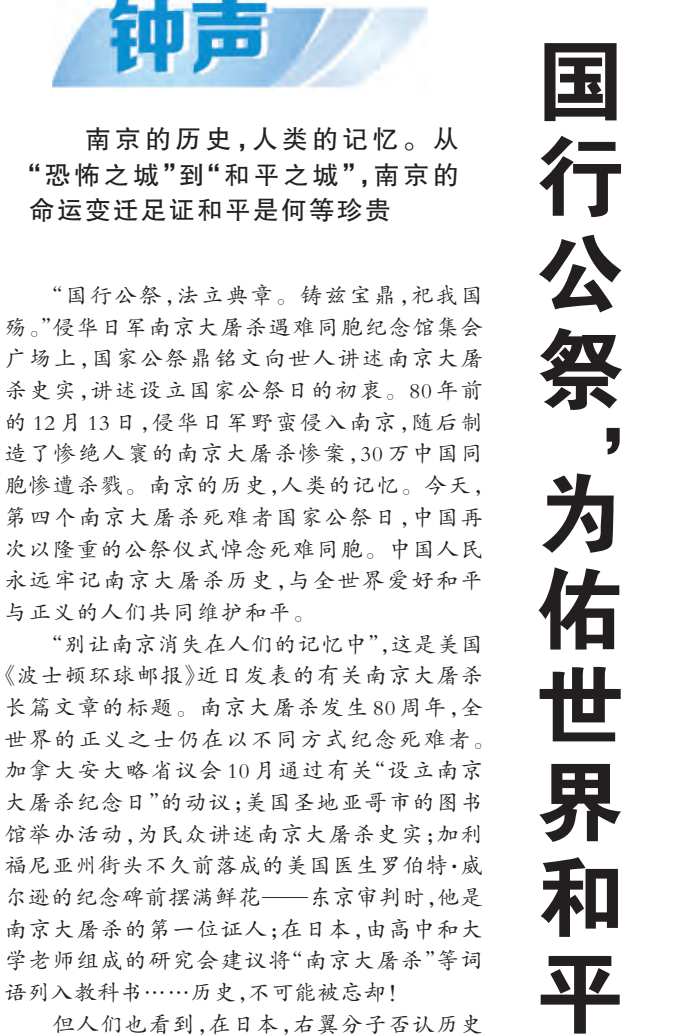 钟声
国行公祭，为佑世界和平
南京的历史，人类的记忆。从
“恐怖之城”到“和平之城”，南京的
命运变迁足证和平是何等珍贵
“国行公祭，法立典章。铸兹宝鼎，祀我国
殇。”侵华日军南京大屠杀遇难同胞纪念馆集会
广场上，国家公祭鼎铭文向世人讲述南京大屠
杀史实，讲述设立国家公祭日的初衷。80年前
的12月13日，侵华日军野蛮侵入南京，随后制
造了惨绝人寰的南京大屠杀惨案，30万中国同
胞惨遭杀戮。南京的历史，人类的记忆。今天，
第四个南京大屠杀死难者国家公祭日，中国再
次以隆重的公祭仪式悼念死难同胞。中国人民
永远牢记南京大屠杀历史，与全世界爱好和平
与正义的人们共同维护和平。
“别让南京消失在人们的记忆中”，这是美国
《波士顿环球邮报》近日发表的有关南京大屠杀
长篇文章的标题。南京大屠杀发生80周年，全
世界的正义之士仍在以不同方式纪念死难者。
加拿大安大略省议会10月通过有关“设立南京
大屠杀纪念日”的动议；美国圣地亚哥市的图书
馆举办活动，为民众讲述南京大屠杀史实；加利
福尼亚州街头不久前落成的美国医生罗伯特·威
尔逊的纪念碑前摆满鲜花——东京审判时，他是
南京大屠杀的第一位证人；在日本，由高中和大
学老师组成的研究会建议将“南京大屠杀”等词
语列入教科书……历史，不可能被忘却！
但人们也看到，在日本，右翼分子否认历史